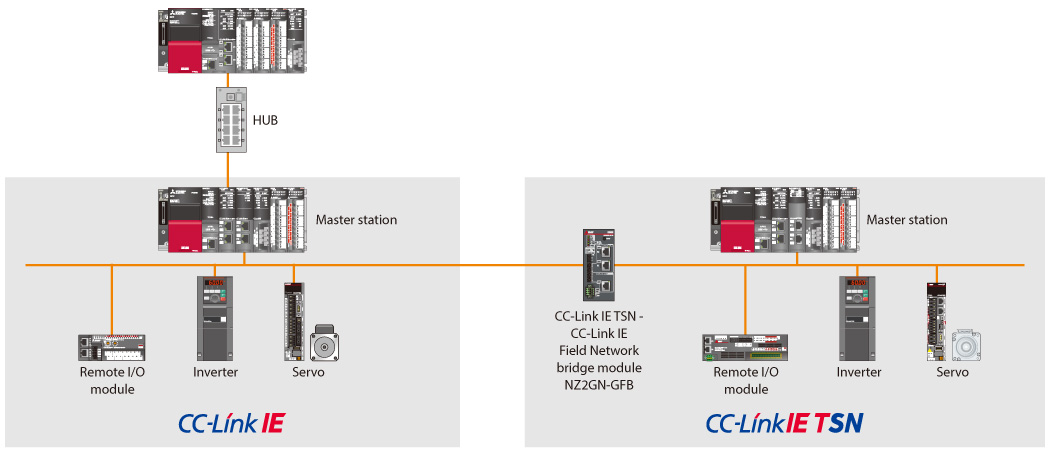 HUB
Master station
Master station
Remote I/O
module
Inverter
Servo
CC-Link IE TSN -
CC-Link IE
Field Network
bridge module
NZ2GN-GFB
Remote I/O
module
Inverter
Servo
CC-Link IE
CC-Link IE TSN